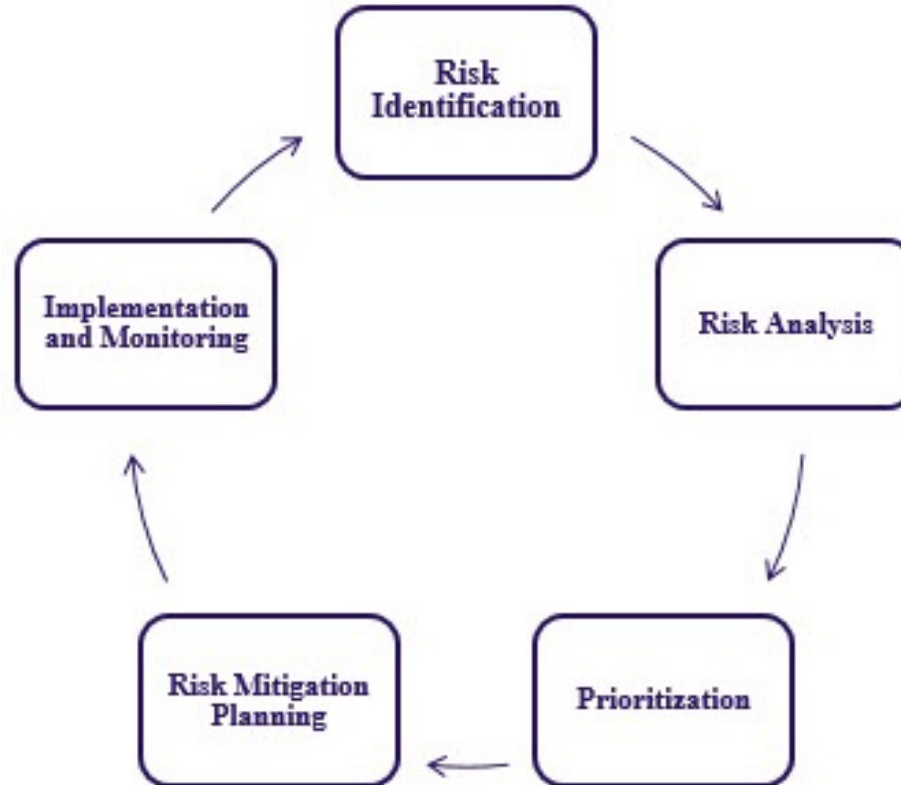 Risk
Identification
Risk Analysis
Prioritization
Risk Mitigation
Planning
Implementation
and Monitoring